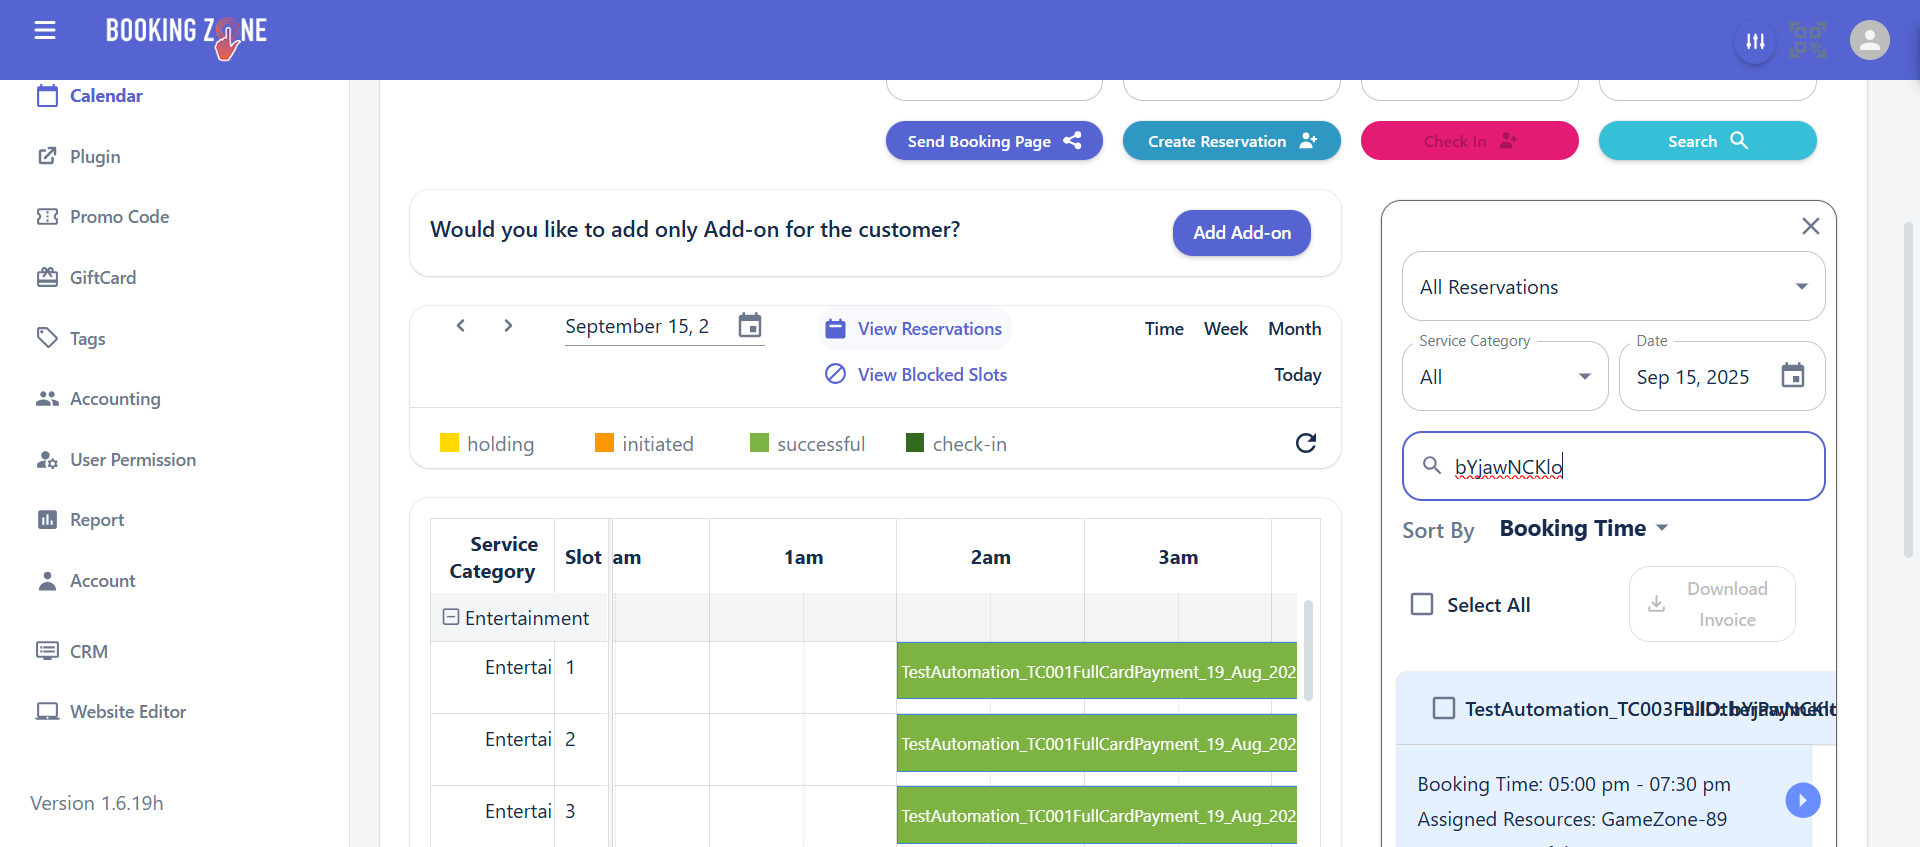 BOOKING ZONE
Calendar
Plugin
Promo Code
GiftCard
Tags
Accounting
User Permission
Report
Account
CRM
Website Editor
Version 1.6.19h
Send Booking Page
Create Reservation
Check In
Search
Would you like to add only Add-on for the customer?
Add Add-on
September 15, 2
View Reservations
View Blocked Slots
Time Week Month
Today
holding
initiated
successful
check-in
Service Category
Slot
am
1am
2am
3am
Entertainment
Entertai 1
TestAutomation_TC001FullCardPayment_19_Aug_202
Entertai 2
TestAutomation_TC001FullCardPayment_19_Aug_202
Entertai 3
TestAutomation_TC001FullCardPayment_19_Aug_202
All Reservations
Service Category
All
Date
Sep 15, 2025
bYjawNCKlo
Sort By Booking Time
Select All
Download
Invoice
Booking Time: 05:00 pm - 07:30 pm
Assigned Resources: GameZone-89